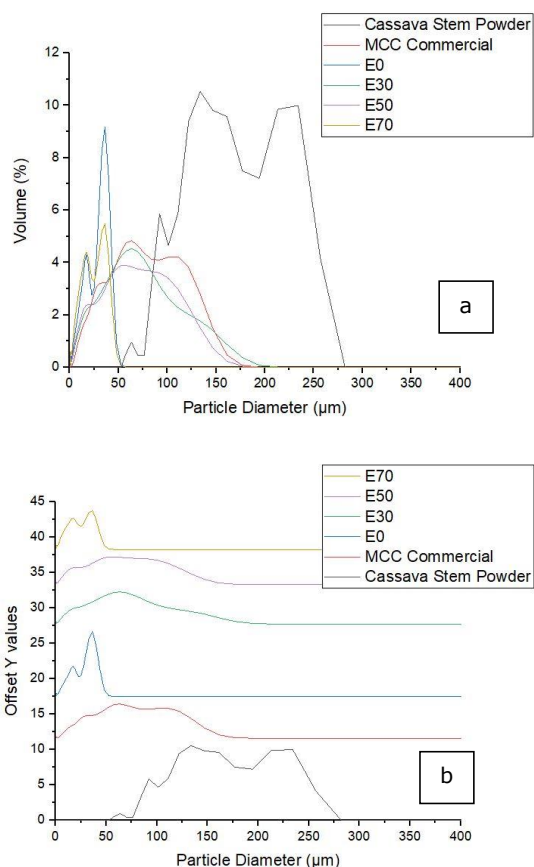 Cassava Stem Powder
MCC Commercial
E0
E30
E50
E70
12
10
8
6
4
2
0
Volume (%)
a
0 50 100 150 200 250 300 350 400
Particle Diameter (µm)
E70
E50
E30
E0
MCC Commercial
Cassava Stem Powder
45
40
35
30
25
20
15
10
5
0
Offset Y values
b
0 50 100 150 200 250 300 350 400
Particle Diameter (µm)